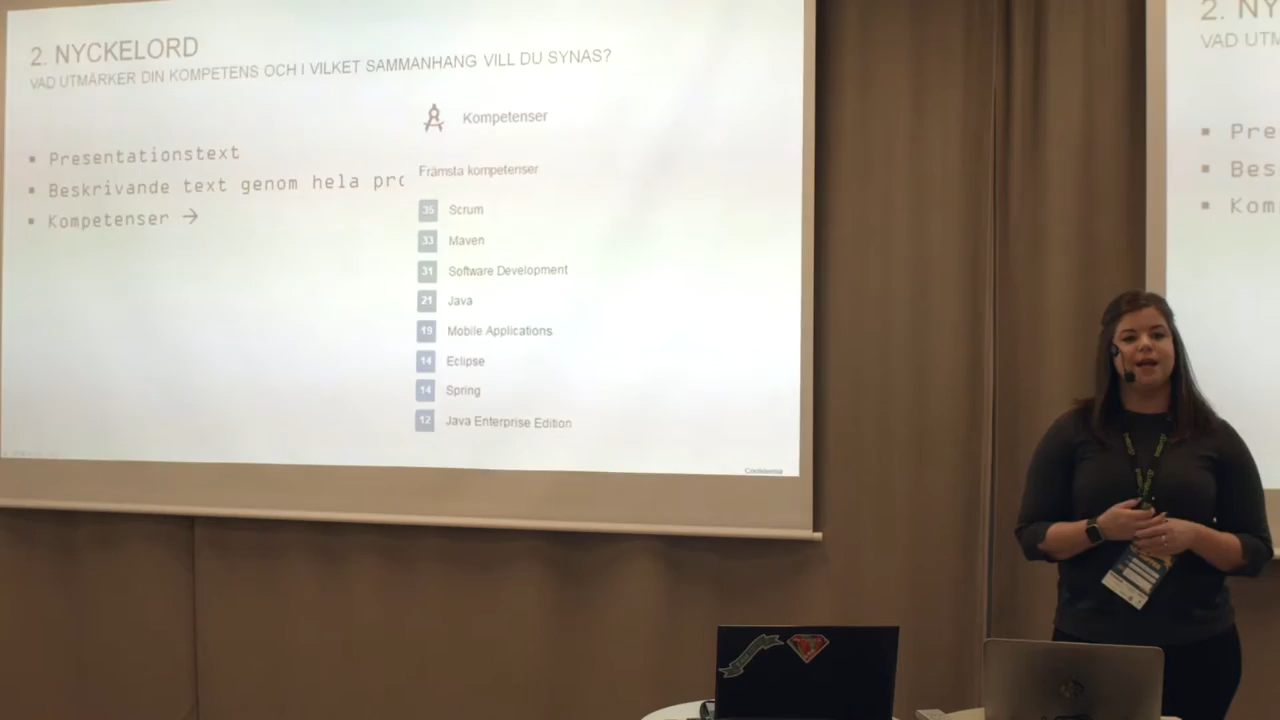 2. NYCKELORD
VAD UTMÄRKER DIN KOMPETENS OCH I VILKET SAMMANHANG VILL DU SYNAS?
▪ Presentationstext
▪ Beskrivande text genom hela pro
▪ Kompetenser →
Kompetenser
Främsta kompetenser
35 Scrum
33 Maven
31 Software Development
21 Java
19 Mobile Applications
14 Eclipse
14 Spring
12 Java Enterprise Edition
Confidential
2. NY
VAD UTM
▪ Pre
▪ Bes
▪ Kom